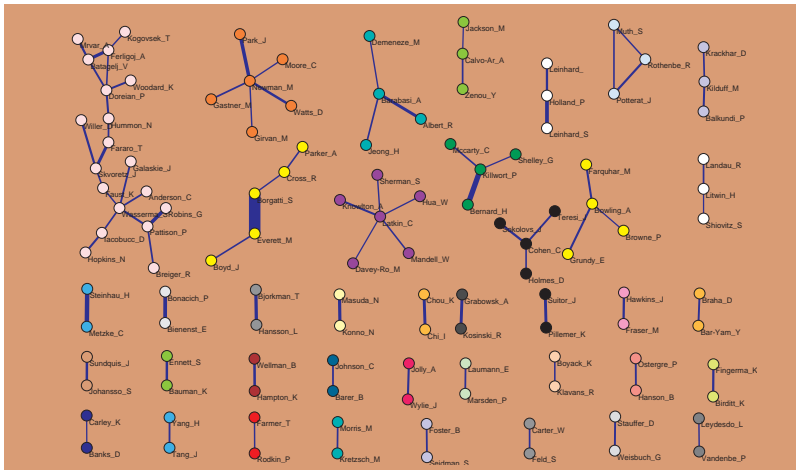 Mrvar_A
Kogovsek_T
Ferligoj_A
Batagelj_V
Woodard_K
Doreian_P
Willer_D
Hummon_N
Fararo_T
Skvoretz_J
Galaskie_J
Faust_K
Anderson_C
Wasserman_S
Robins_G
Pattison_P
Iacobucc_D
Hopkins_N
Breiger_R
Park_J
Moore_C
Newman_M
Gastner_M
Watts_D
Girvan_M
Parker_A
Cross_R
Borgatti_S
Everett_M
Boyd_J
Demeneze_M
Barabasi_A
Albert_R
Jeong_H
Sherman_S
Knowlton_A
Hua_W
Latkin_C
Mandell_W
Davey-Ro_M
Jackson_M
Calvo-Ar_A
Zenou_Y
Mccarty_C
Shelley_G
Killwort_P
Bernard_H
Leinhard_
Holland_P
Leinhard_S
Sokolovs_J
Teresi_J
Cohen_C
Holmes_D
Muth_S
Rothenbe_R
Potterat_J
Farquhar_M
Bowling_A
Browne_P
Grundy_E
Krackhar_D
Kilduff_M
Balkundi_P
Landau_R
Litwin_H
Shiovitz_S
Steinhau_H
Metzke_C
Bonacich_P
Bienenst_E
Bjorkman_T
Hansson_L
Masuda_N
Konno_N
Chou_K
Chi_I
Grabowsk_A
Kosinski_R
Suitor_J
Pillemer_K
Hawkins_J
Fraser_M
Braha_D
Bar-Yam_Y
Sundquis_J
Johansso_S
Ennett_S
Bauman_K
Wellman_B
Hampton_K
Johnson_C
Barer_B
Jolly_A
Wylie_J
Laumann_E
Marsden_P
Boyack_K
Klavans_R
Ostergre_P
Hanson_B
Fingerma_K
Birditt_K
Carley_K
Banks_D
Yang_H
Tang_J
Farmer_T
Rodkin_P
Morris_M
Kretzsch_M
Foster_B
Seidman_S
Carter_W
Feld_S
Stauffer_D
Weisbuch_G
Leydesdo_L
Vandenbe_P